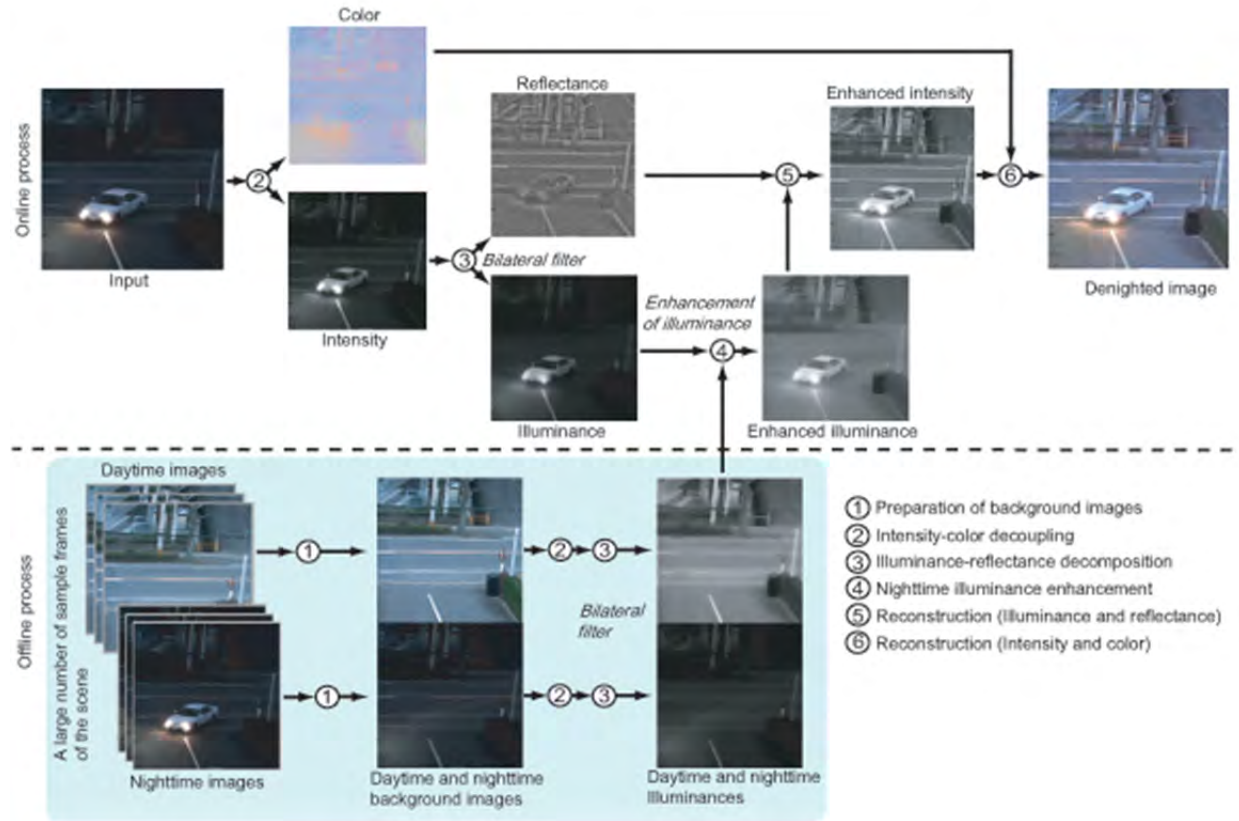 Color
Reflectance
Enhanced intensity
Online process
2
5
6
3 Bilateral filter
Input
Denighted image
Enhancement
of illuminance
Intensity
4
Illuminance
Enhanced illuminance
Offline process
A large number of sample frames
of the scene
Daytime images
1
2
3
Bilateral
filter
1
2
3
Nighttime images
Daytime and nighttime
background images
Daytime and nighttime
Illuminances
1 Preparation of background images
2 Intensity-color decoupling
3 Illuminance-reflectance decomposition
4 Nighttime illuminance enhancement
5 Reconstruction (Illuminance and reflectance)
6 Reconstruction (Intensity and color)